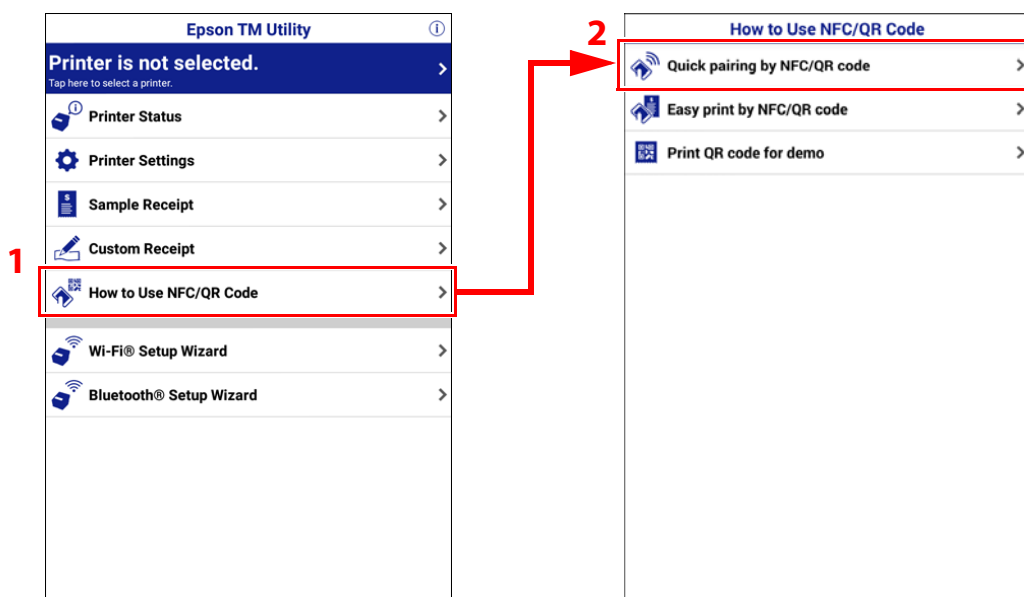 Epson TM Utility
Printer is not selected.
Tap here to select a printer.
Printer Status
Printer Settings
Sample Receipt
Custom Receipt
1
How to Use NFC/QR Code
Wi-Fi® Setup Wizard
Bluetooth® Setup Wizard
2
How to Use NFC/QR Code
Quick pairing by NFC/QR code
Easy print by NFC/QR code
Print QR code for demo